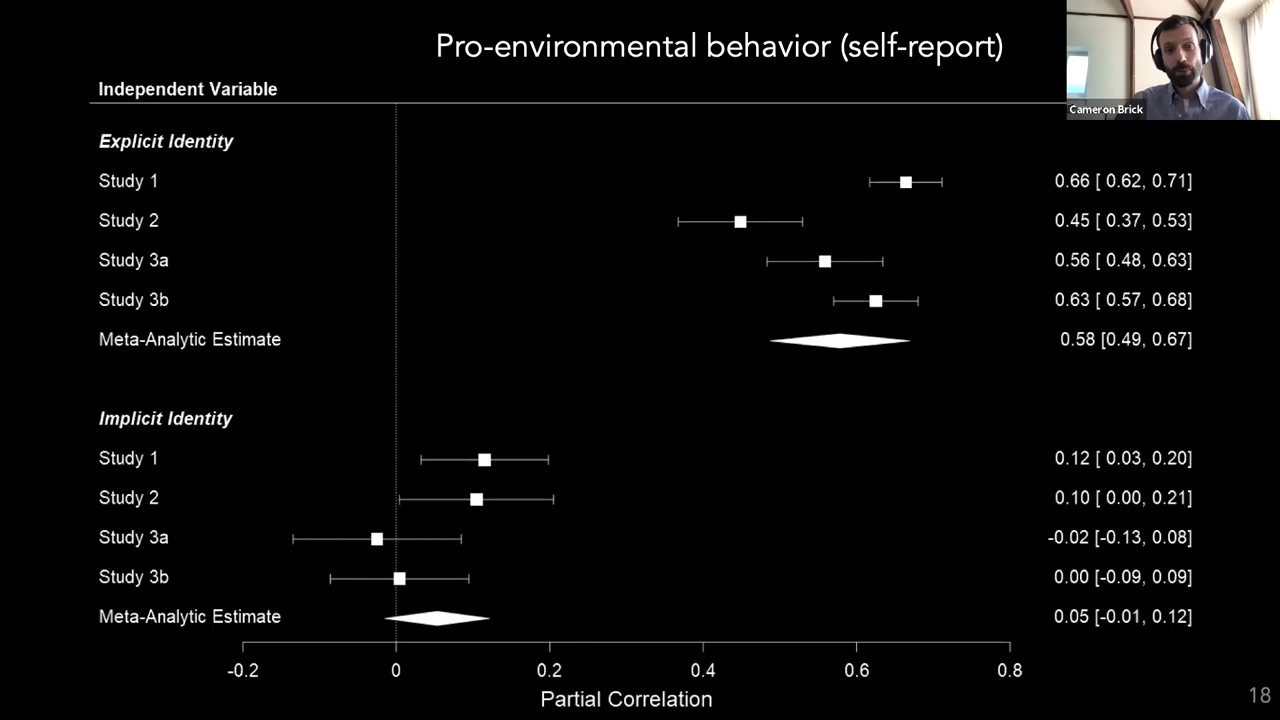 Pro-environmental behavior (self-report)
Cameron Brick
Independent Variable
Explicit Identity
Study 1 0.66 [ 0.62, 0.71]
Study 2 0.45 [ 0.37, 0.53]
Study 3a 0.56 [ 0.48, 0.63]
Study 3b 0.63 [ 0.57, 0.68]
Meta-Analytic Estimate 0.58 [0.49, 0.67]
Implicit Identity
Study 1 0.12 [ 0.03, 0.20]
Study 2 0.10 [ 0.00, 0.21]
Study 3a -0.02 [-0.13, 0.08]
Study 3b 0.00 [-0.09, 0.09]
Meta-Analytic Estimate 0.05 [-0.01, 0.12]
-0.2 0 0.2 0.4 0.6 0.8
Partial Correlation
18